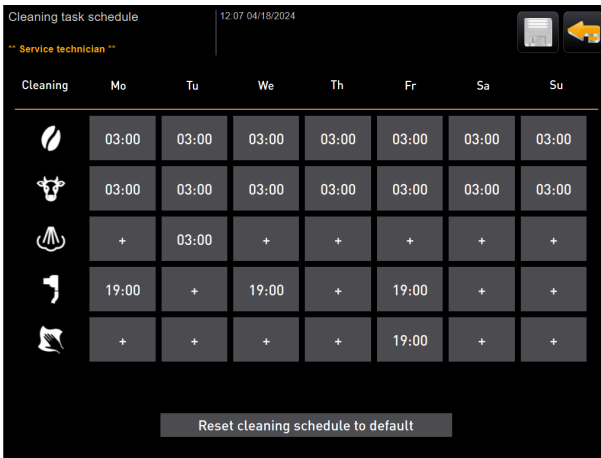 Cleaning task schedule
12:07 04/18/2024
** Service technician **
Cleaning Mo Tu We Th Fr Sa Su
03:00 03:00 03:00 03:00 03:00 03:00 03:00
03:00 03:00 03:00 03:00 03:00 03:00 03:00
+ 03:00 + + + + +
19:00 + 19:00 + 19:00 + +
+ + + + 19:00 + +
Reset cleaning schedule to default